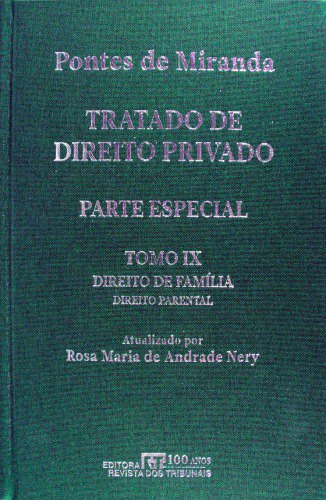 Pontes de Miranda
TRATADO DE
DIREITO PRIVADO
PARTE ESPECIAL
TOMO IX
DIREITO DE FAMÍLIA
DIREITO PARENTAL
Atualizado por
Rosa Maria de Andrade Nery
EDITORA RT 100 ANOS
REVISTA DOS TRIBUNAIS